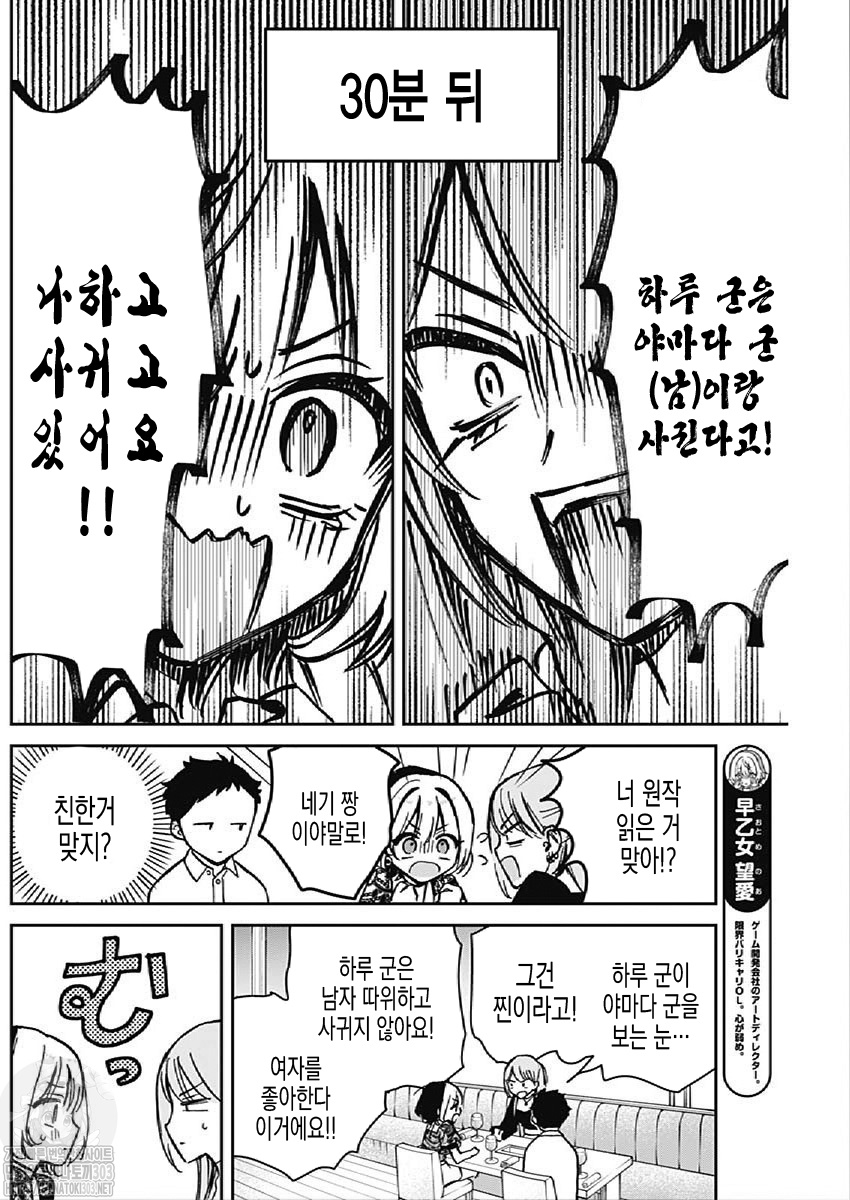 30분 뒤
하루 군은
야마다 군
(남)이랑
사귄다고!
나하고
사귀고
있어요
!!
너 원작
읽은 거
맞아!?
네기 짱
이야말로!
친한거
맞지?
早乙女 望愛
さおとめ のあ
ゲーム開発会社のアートディレクター。
限界バリキャリOL。心が弱め。
하루 군이
야마다 군을
보는 눈…
그건
찐이라고!
하루 군은
남자 따위하고
사귀지 않아요!
여자를
좋아한다
이거에요!!
むっ